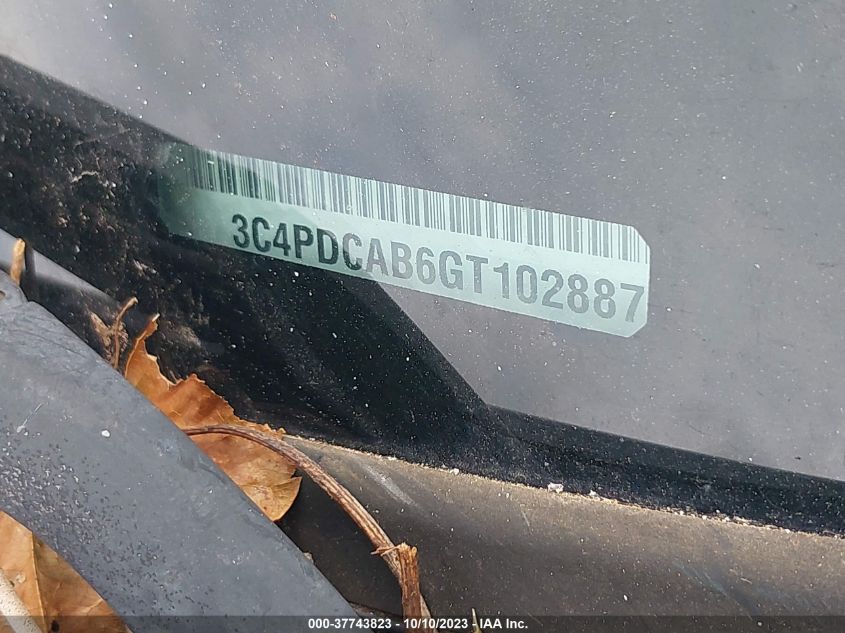 3C4PDCAB6GT102887
000-37743823 - 10/10/2023 - IAA Inc.